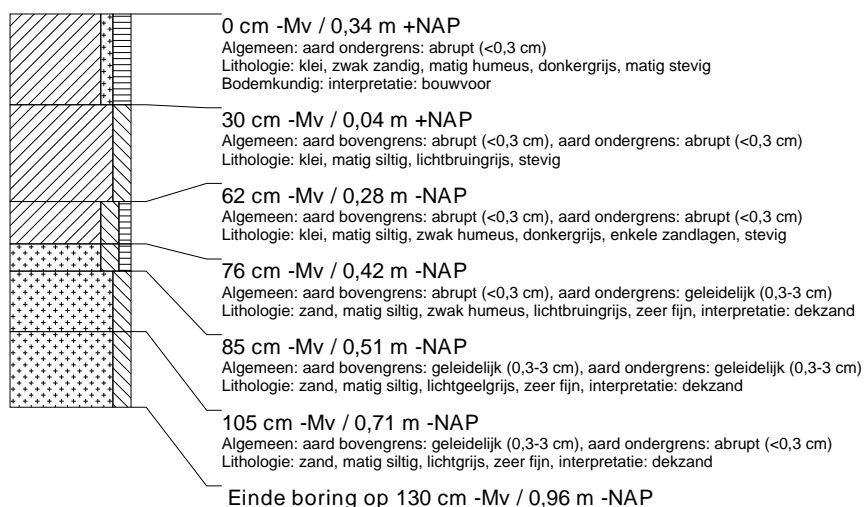 0 cm -Mv / 0,34 m +NAP
Algemeen: aard ondergrens: abrupt (<0,3 cm)
Lithologie: klei, zwak zandig, matig humeus, donkergrijs, matig stevig
Bodemkundig: interpretatie: bouwvoor
30 cm -Mv / 0,04 m +NAP
Algemeen: aard bovengrens: abrupt (<0,3 cm), aard ondergrens: abrupt (<0,3 cm)
Lithologie: klei, matig siltig, lichtbruingrijs, stevig
62 cm -Mv / 0,28 m -NAP
Algemeen: aard bovengrens: abrupt (<0,3 cm), aard ondergrens: abrupt (<0,3 cm)
Lithologie: klei, matig siltig, zwak humeus, donkergrijs, enkele zandlagen, stevig
76 cm -Mv / 0,42 m -NAP
Algemeen: aard bovengrens: abrupt (<0,3 cm), aard ondergrens: geleidelijk (0,3-3 cm)
Lithologie: zand, matig siltig, zwak humeus, lichtbruingrijs, zeer fijn, interpretatie: dekzand
85 cm -Mv / 0,51 m -NAP
Algemeen: aard bovengrens: geleidelijk (0,3-3 cm), aard ondergrens: geleidelijk (0,3-3 cm)
Lithologie: zand, matig siltig, lichtgeelgrijs, zeer fijn, interpretatie: dekzand
105 cm -Mv / 0,71 m -NAP
Algemeen: aard bovengrens: geleidelijk (0,3-3 cm), aard ondergrens: abrupt (<0,3 cm)
Lithologie: zand, matig siltig, lichtgrijs, zeer fijn, interpretatie: dekzand
Einde boring op 130 cm -Mv / 0,96 m -NAP